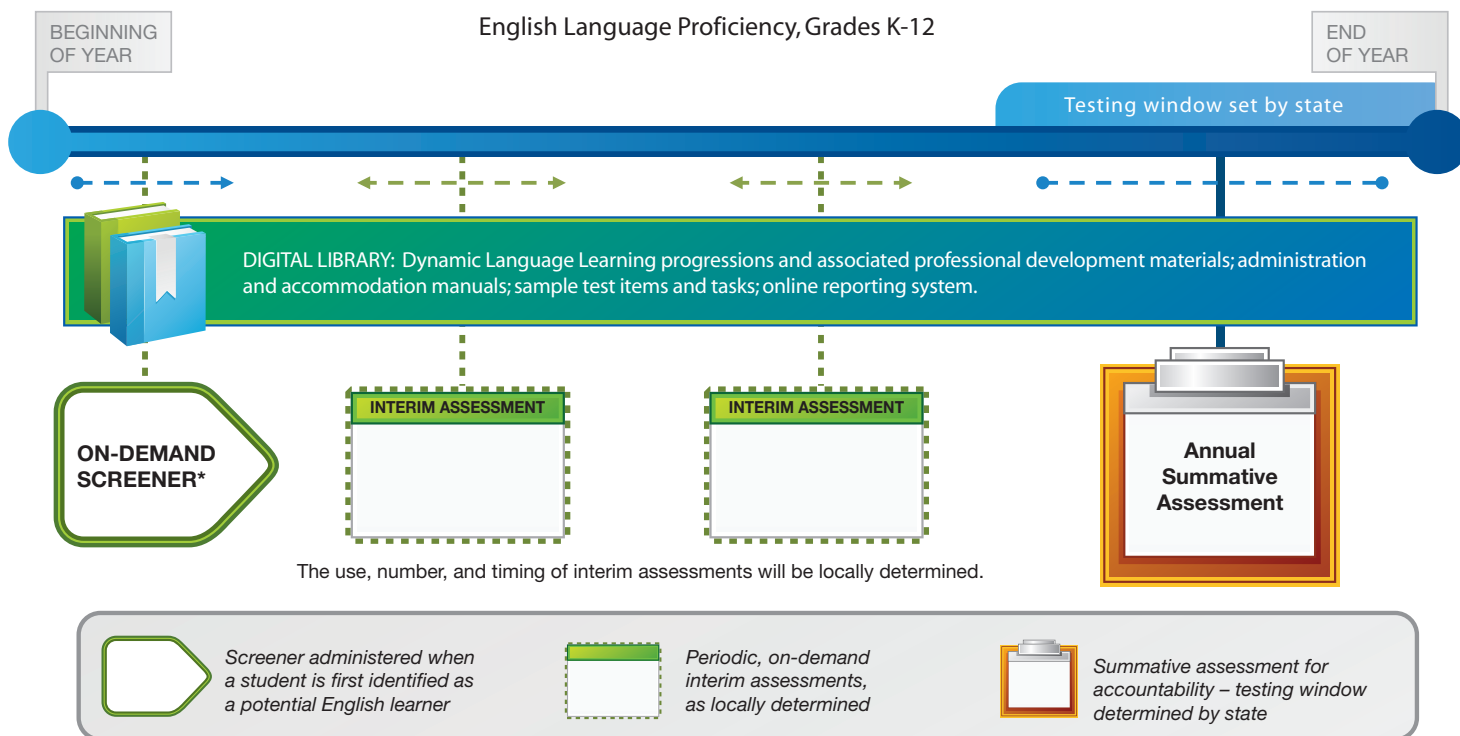 English Language Proficiency, Grades K-12
BEGINNING
OF YEAR
END
OF YEAR
Testing window set by state
DIGITAL LIBRARY: Dynamic Language Learning progressions and associated professional development materials; administration
and accommodation manuals; sample test items and tasks; online reporting system.
ON-DEMAND
SCREENER*
INTERIM ASSESSMENT
INTERIM ASSESSMENT
Annual
Summative
Assessment
The use, number, and timing of interim assessments will be locally determined.
Screener administered when
a student is first identified as
a potential English learner
Periodic, on-demand
interim assessments,
as locally determined
Summative assessment for
accountability – testing window
determined by state